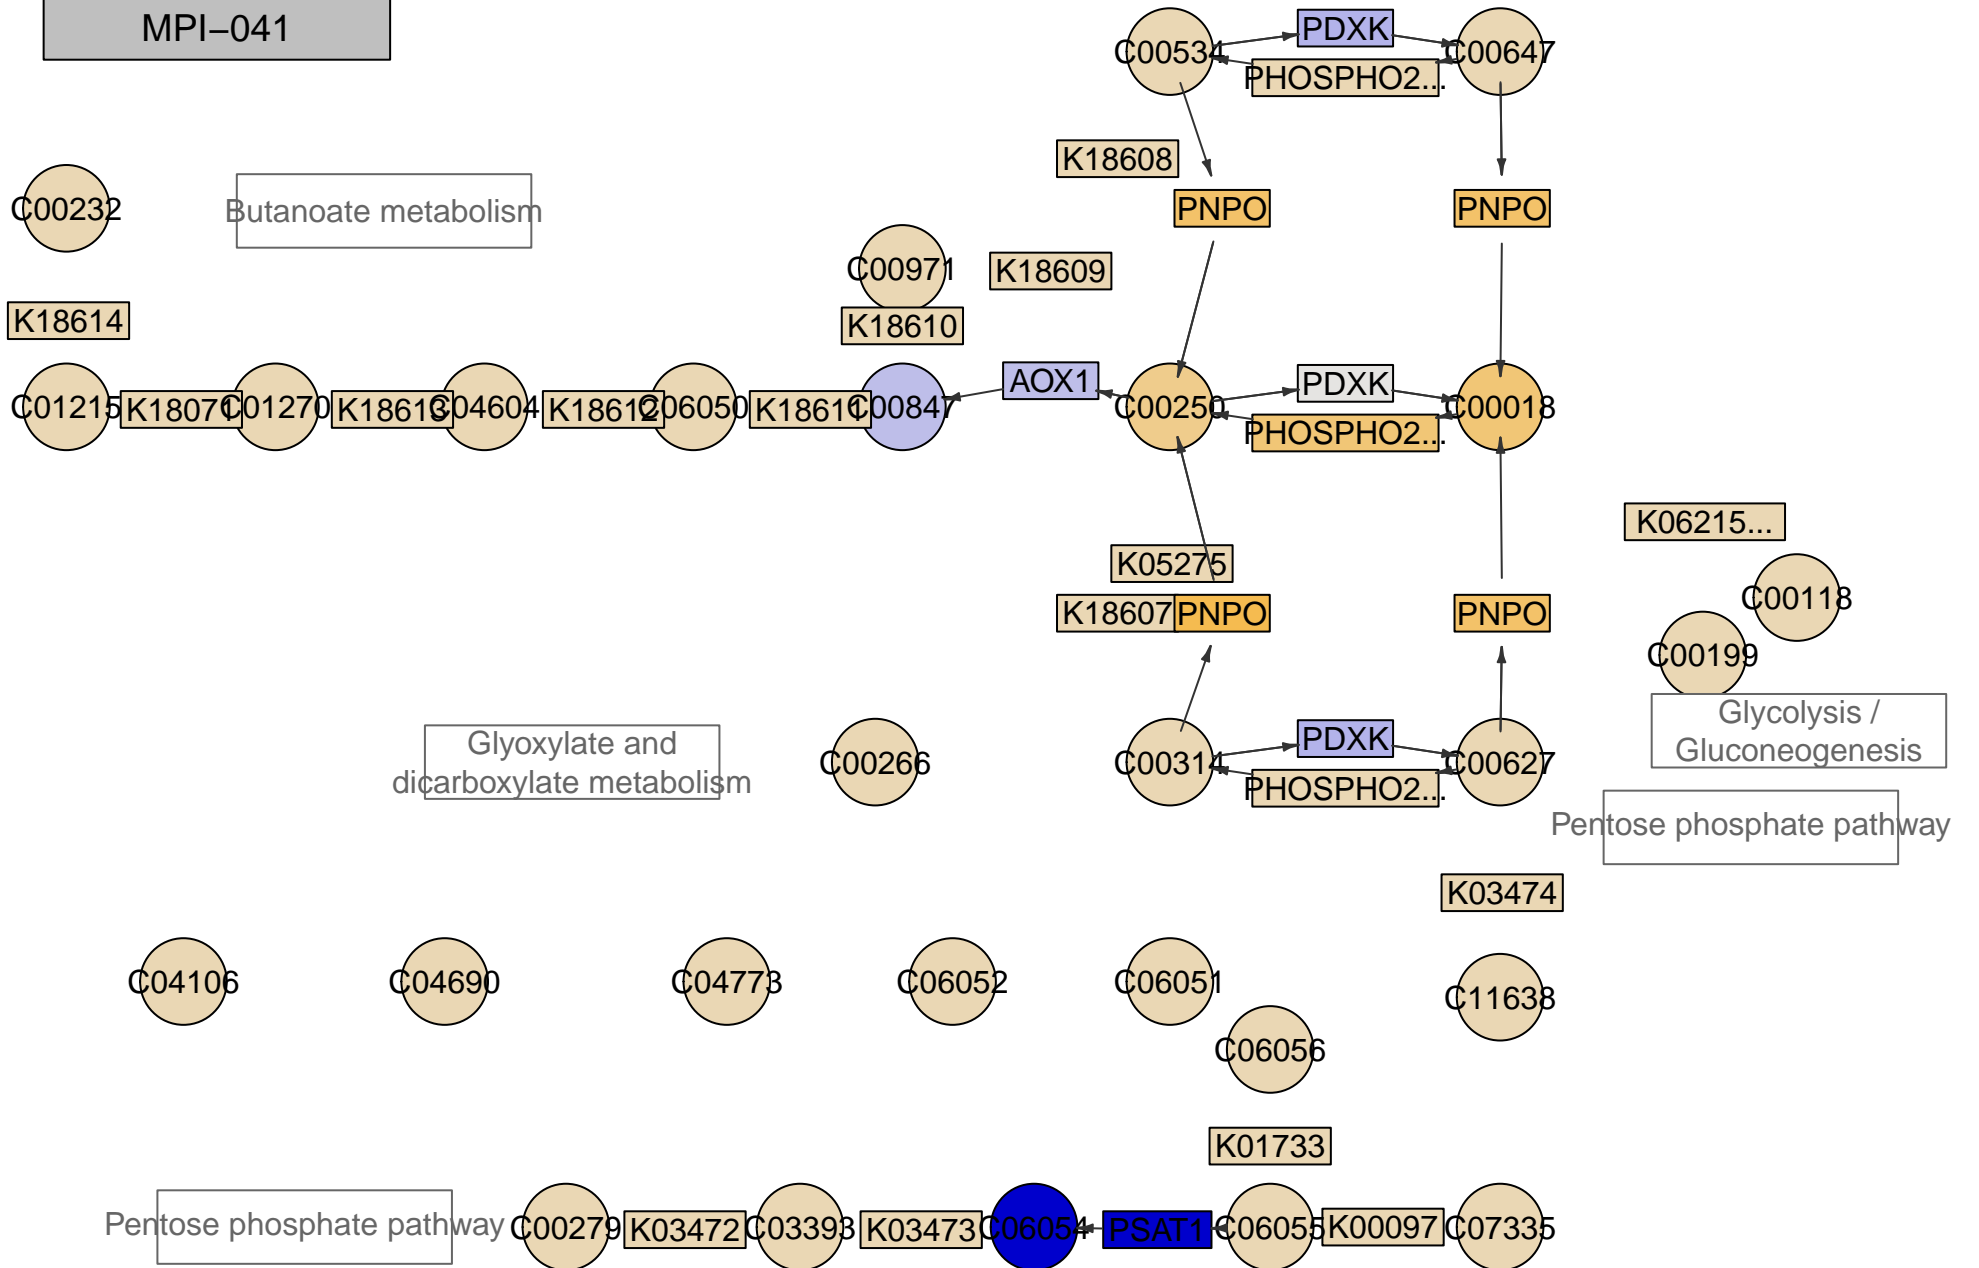 MPI−041
C00534
PDXK
C00647
PHOSPHO2...
K18608
C00232
Butanoate metabolism
PNPO
PNPO
C00971
K18609
K18614
K18610
AOX1
PDXK
C01215
K18071
C01270
K18613
C04604
K18612
C06050
K18611
C00847
C00250
C00018
PHOSPHO2...
K06215...
K05275
C00118
K18607
PNPO
PNPO
C00199
Glycolysis /
Gluconeogenesis
Glyoxylate and
dicarboxylate metabolism
C00266
C00314
PDXK
C00627
PHOSPHO2...
Pentose phosphate pathway
K03474
C04106
C04690
C04773
C06052
C06051
C11638
C06056
K01733
Pentose phosphate pathway
C00279
K03472
C03393
K03473
C06054
PSAT1
C06055
K00097
C07335